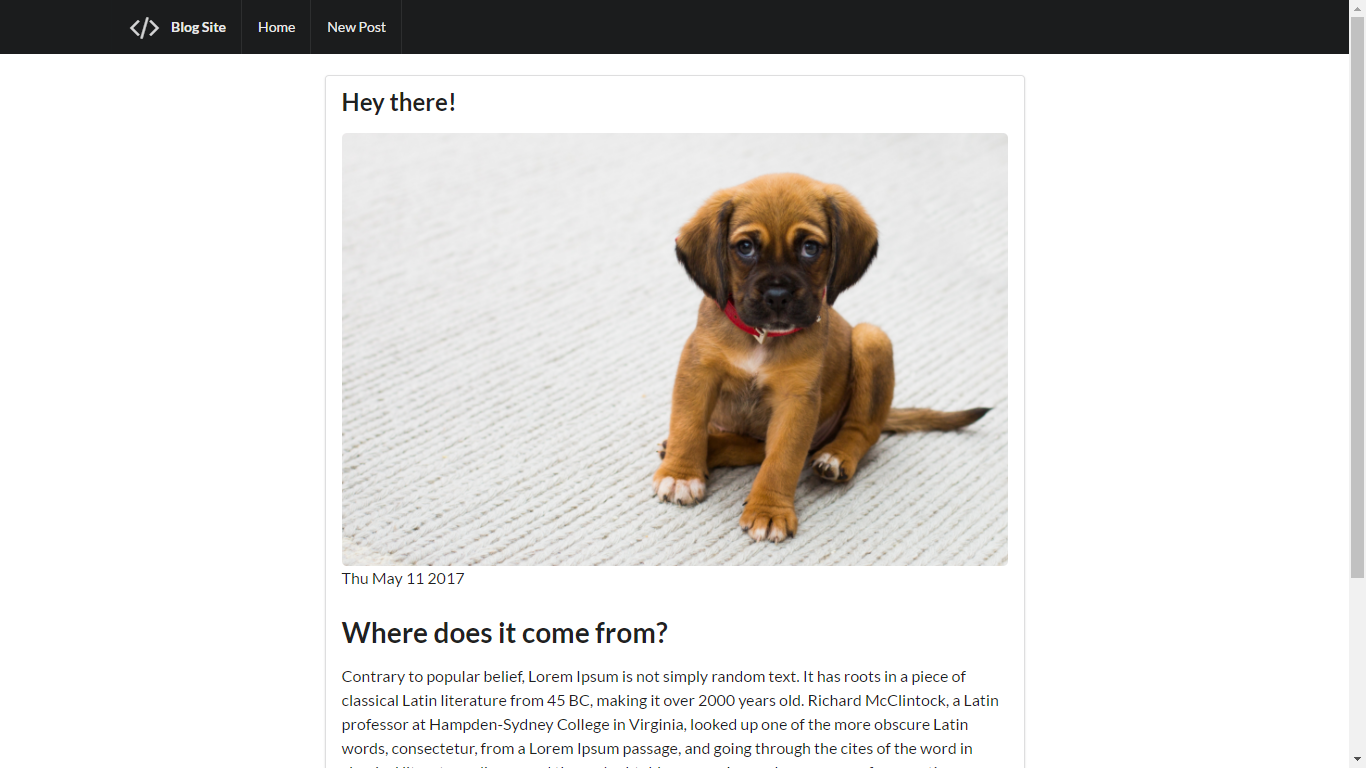 Blog Site
Home
New Post
Hey there!
Thu May 11 2017
Where does it come from?
Contrary to popular belief, Lorem Ipsum is not simply random text. It has roots in a piece of
classical Latin literature from 45 BC, making it over 2000 years old. Richard McClintock, a Latin
professor at Hampden-Sydney College in Virginia, looked up one of the more obscure Latin
words, consectetur, from a Lorem Ipsum passage, and going through the cites of the word in